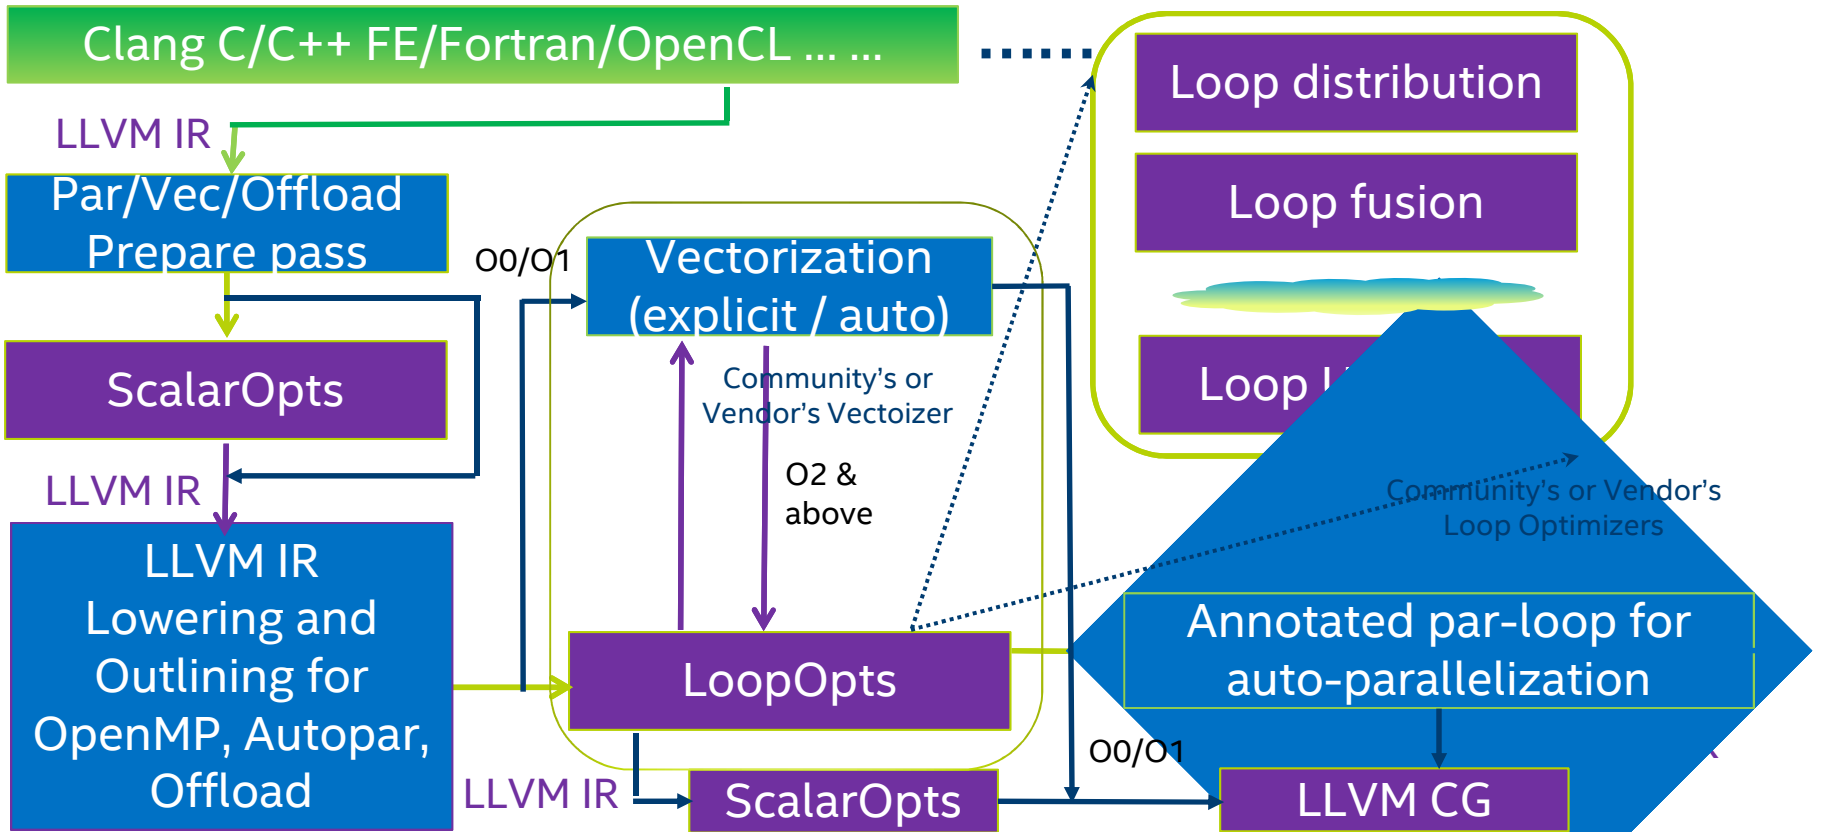 Clang C/C++ FE/Fortran/OpenCL ... ...
LLVM IR
Par/Vec/Offload
Prepare pass
ScalarOpts
LLVM IR
LLVM IR
Lowering and
Outlining for
OpenMP, Autopar,
Offload
O0/O1
Vectorization
(explicit / auto)
Community's or
Vendor's Vectoizer
O2 &
above
LoopOpts
LLVM IR
ScalarOpts
Loop distribution
Loop fusion
Loop
Community's or Vendor's
Loop Optimizers
Annotated par-loop for
auto-parallelization
O0/O1
LLVM CG